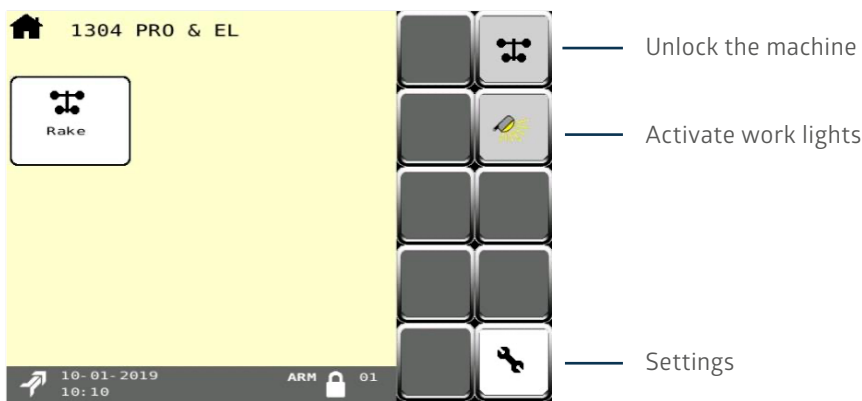 1304 PRO & EL
Rake
10-01-2019
10:10
ARM 01
Unlock the machine
Activate work lights
Settings